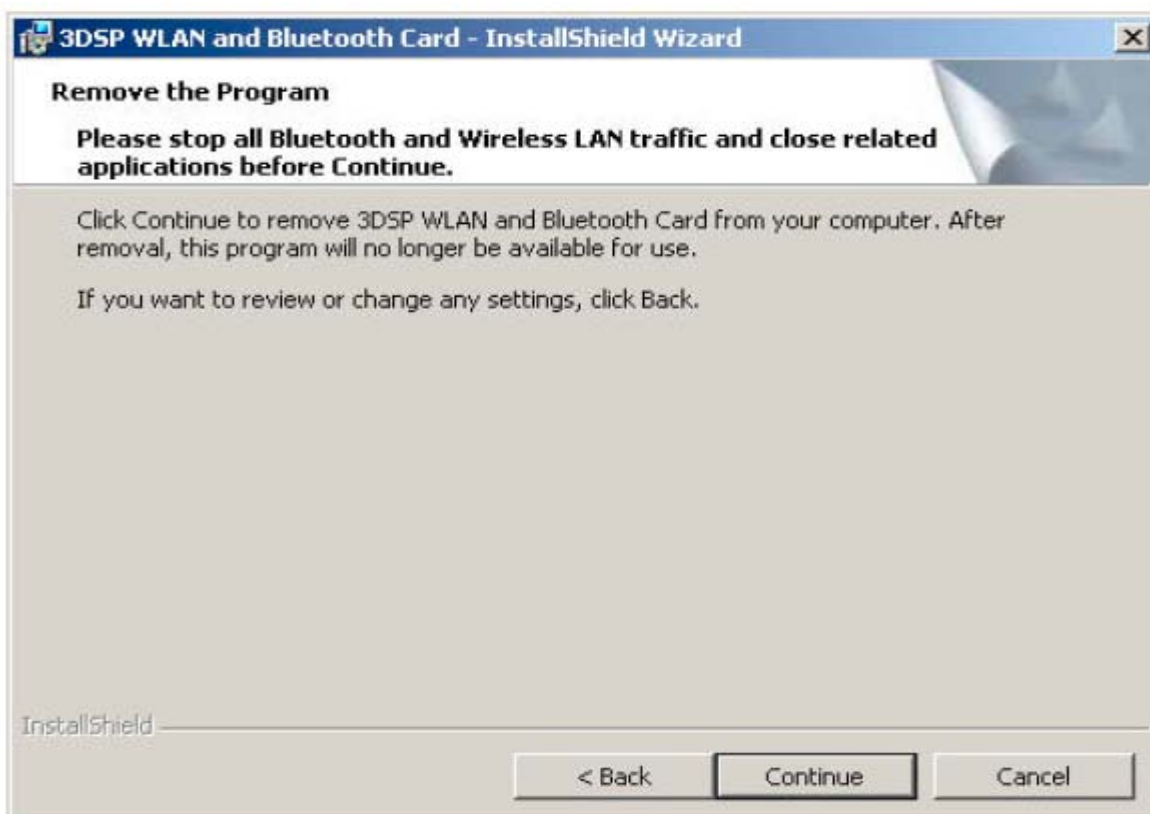 3DSP WLAN and Bluetooth Card - InstallShield Wizard
Remove the Program
Please stop all Bluetooth and Wireless LAN traffic and close related
applications before Continue.
Click Continue to remove 3DSP WLAN and Bluetooth Card from your computer. After
removal, this program will no longer be available for use.
If you want to review or change any settings, click Back.
InstallShield
< Back
Continue
Cancel